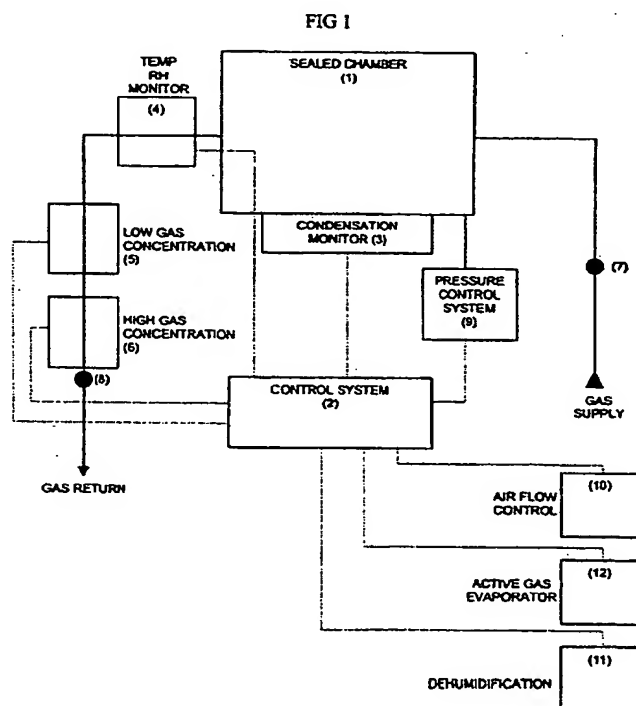 FIG 1
SEALED CHAMBER
(1)
TEMP
RH
MONITOR
(4)
LOW GAS
CONCENTRATION
(5)
CONDENSATION
MONITOR (3)
(7)
PRESSURE
CONTROL
SYSTEM
(9)
HIGH GAS
CONCENTRATION
(6)
(8)
CONTROL SYSTEM
(2)
GAS
SUPPLY
GAS RETURN
(10)
AIR FLOW
CONTROL
(12)
ACTIVE GAS
EVAPORATOR
(11)
DEHUMIDIFICATION